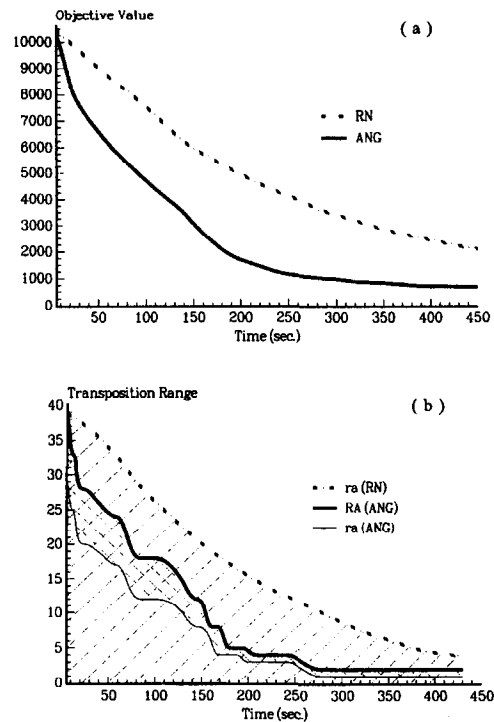 Objective Value
( a )
10000
9000
8000
7000
6000
5000
4000
3000
2000
1000
0
RN
ANG
50 100 150 200 250 300 350 400 450
Time (sec.)
Transposition Range
( b )
40
35
30
25
20
15
10
5
0
ra (RN)
RA (ANG)
ra (ANG)
50 100 150 200 250 300 350 400 450
Time (sec.)